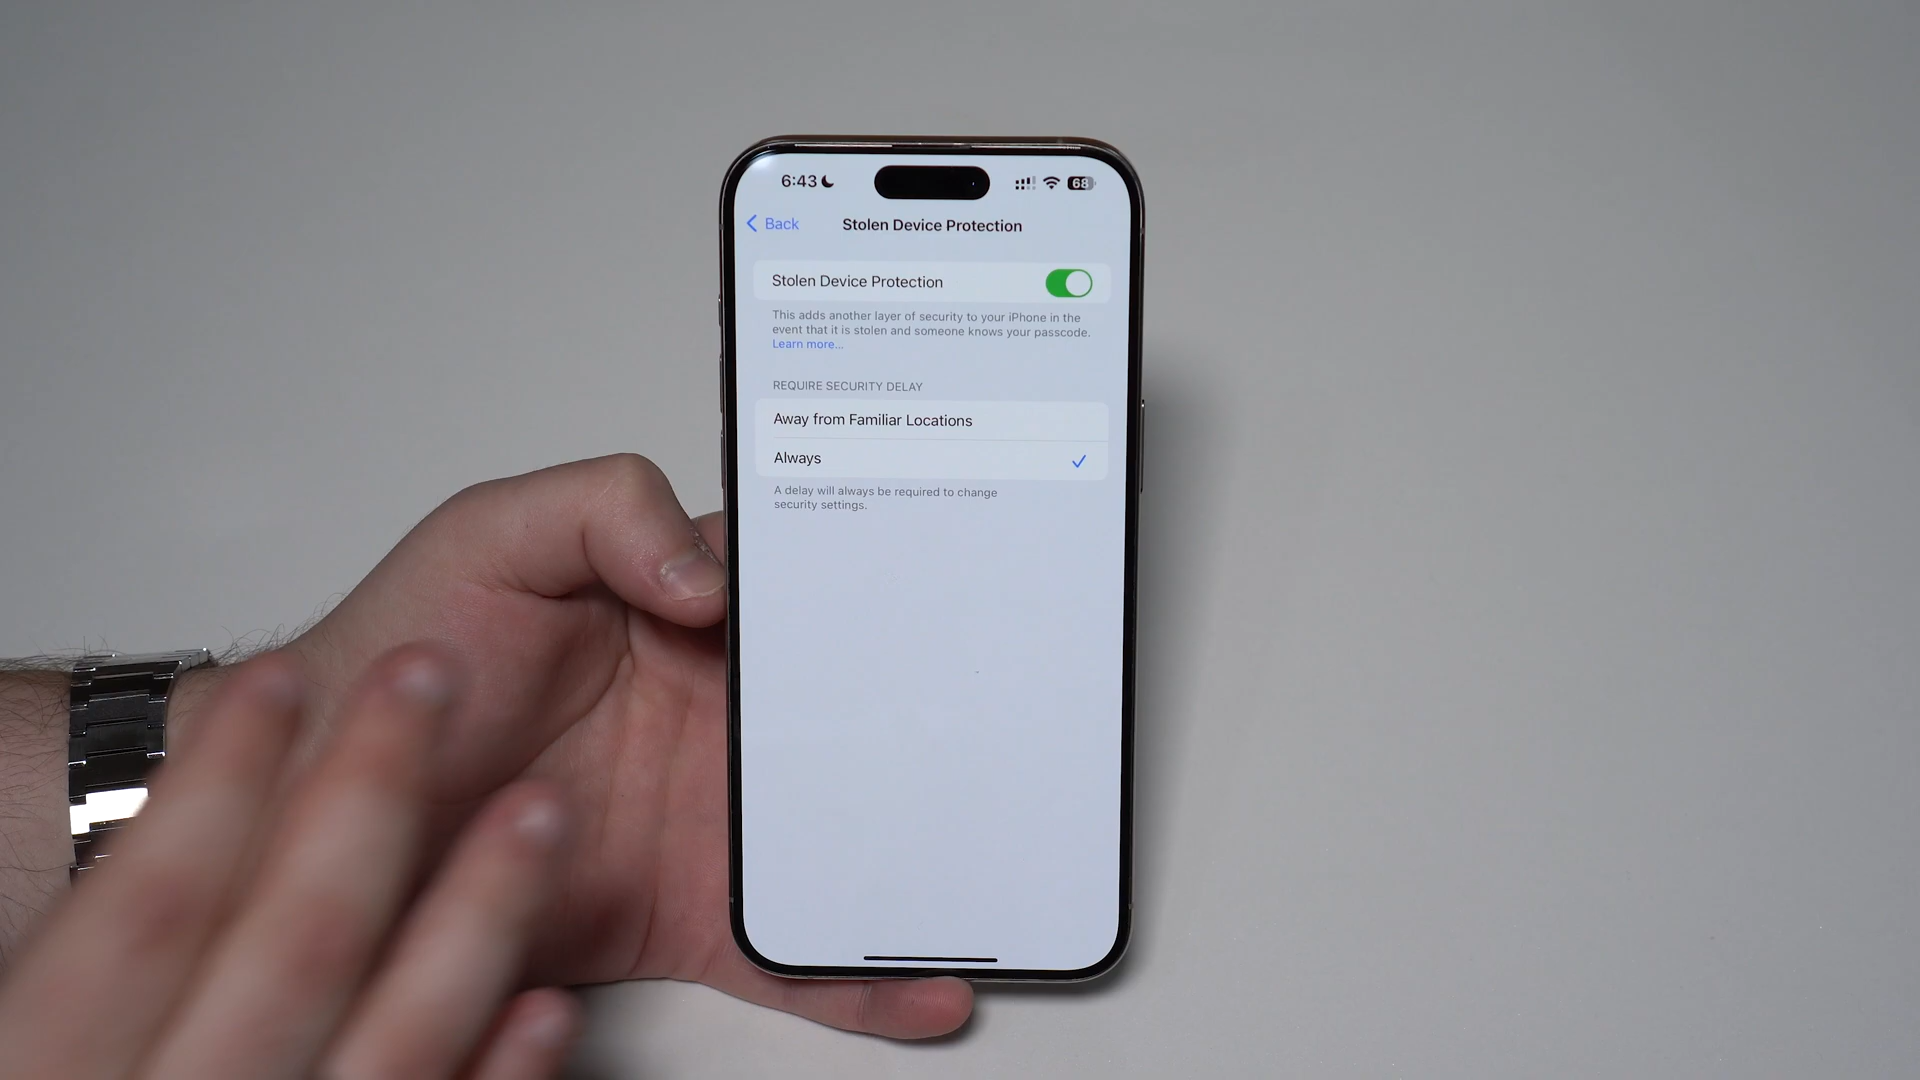 6:43
68
Back
Stolen Device Protection
Stolen Device Protection
This adds another layer of security to your iPhone in the
event that it is stolen and someone knows your passcode.
Learn more...
REQUIRE SECURITY DELAY
Away from Familiar Locations
Always
A delay will always be required to change
security settings.